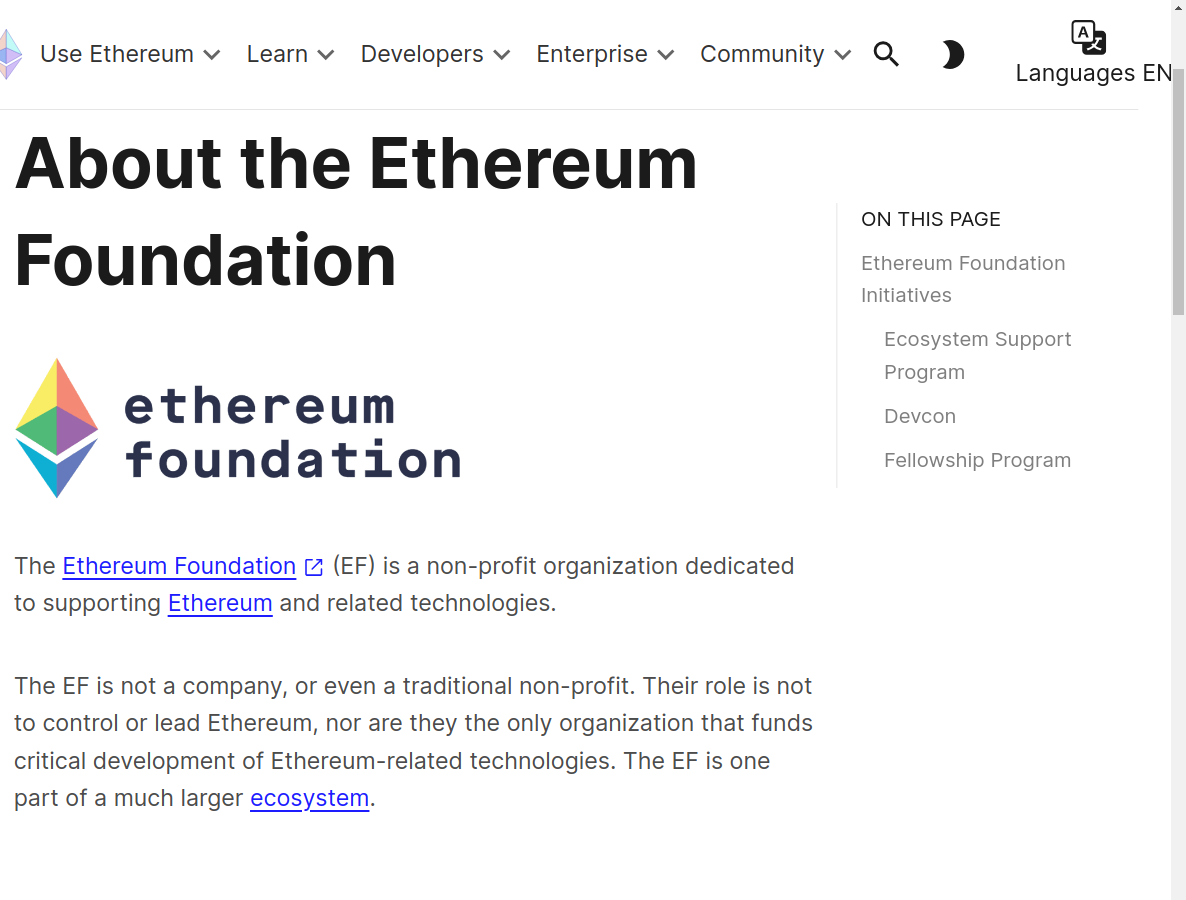 Use Ethereum Learn Developers Enterprise Community Languages EN
About the Ethereum
Foundation
ON THIS PAGE
Ethereum Foundation
Initiatives
Ecosystem Support
Program
Devcon
Fellowship Program
ethereum
foundation
The Ethereum Foundation (EF) is a non-profit organization dedicated
to supporting Ethereum and related technologies.
The EF is not a company, or even a traditional non-profit. Their role is not
to control or lead Ethereum, nor are they the only organization that funds
critical development of Ethereum-related technologies. The EF is one
part of a much larger ecosystem.